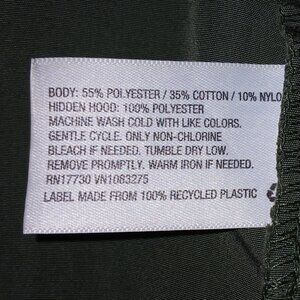 BODY: 55% POLYESTER / 35% COTTON / 10% NYLO
HIDDEN HOOD: 100% POLYESTER
MACHINE WASH COLD WITH LIKE COLORS.
GENTLE CYCLE. ONLY NON-CHLORINE
BLEACH IF NEEDED. TUMBLE DRY LOW.
REMOVE PROMPTLY. WARM IRON IF NEEDED.
RN17730 VN1083275
LABEL MADE FROM 100% RECYCLED PLASTIC